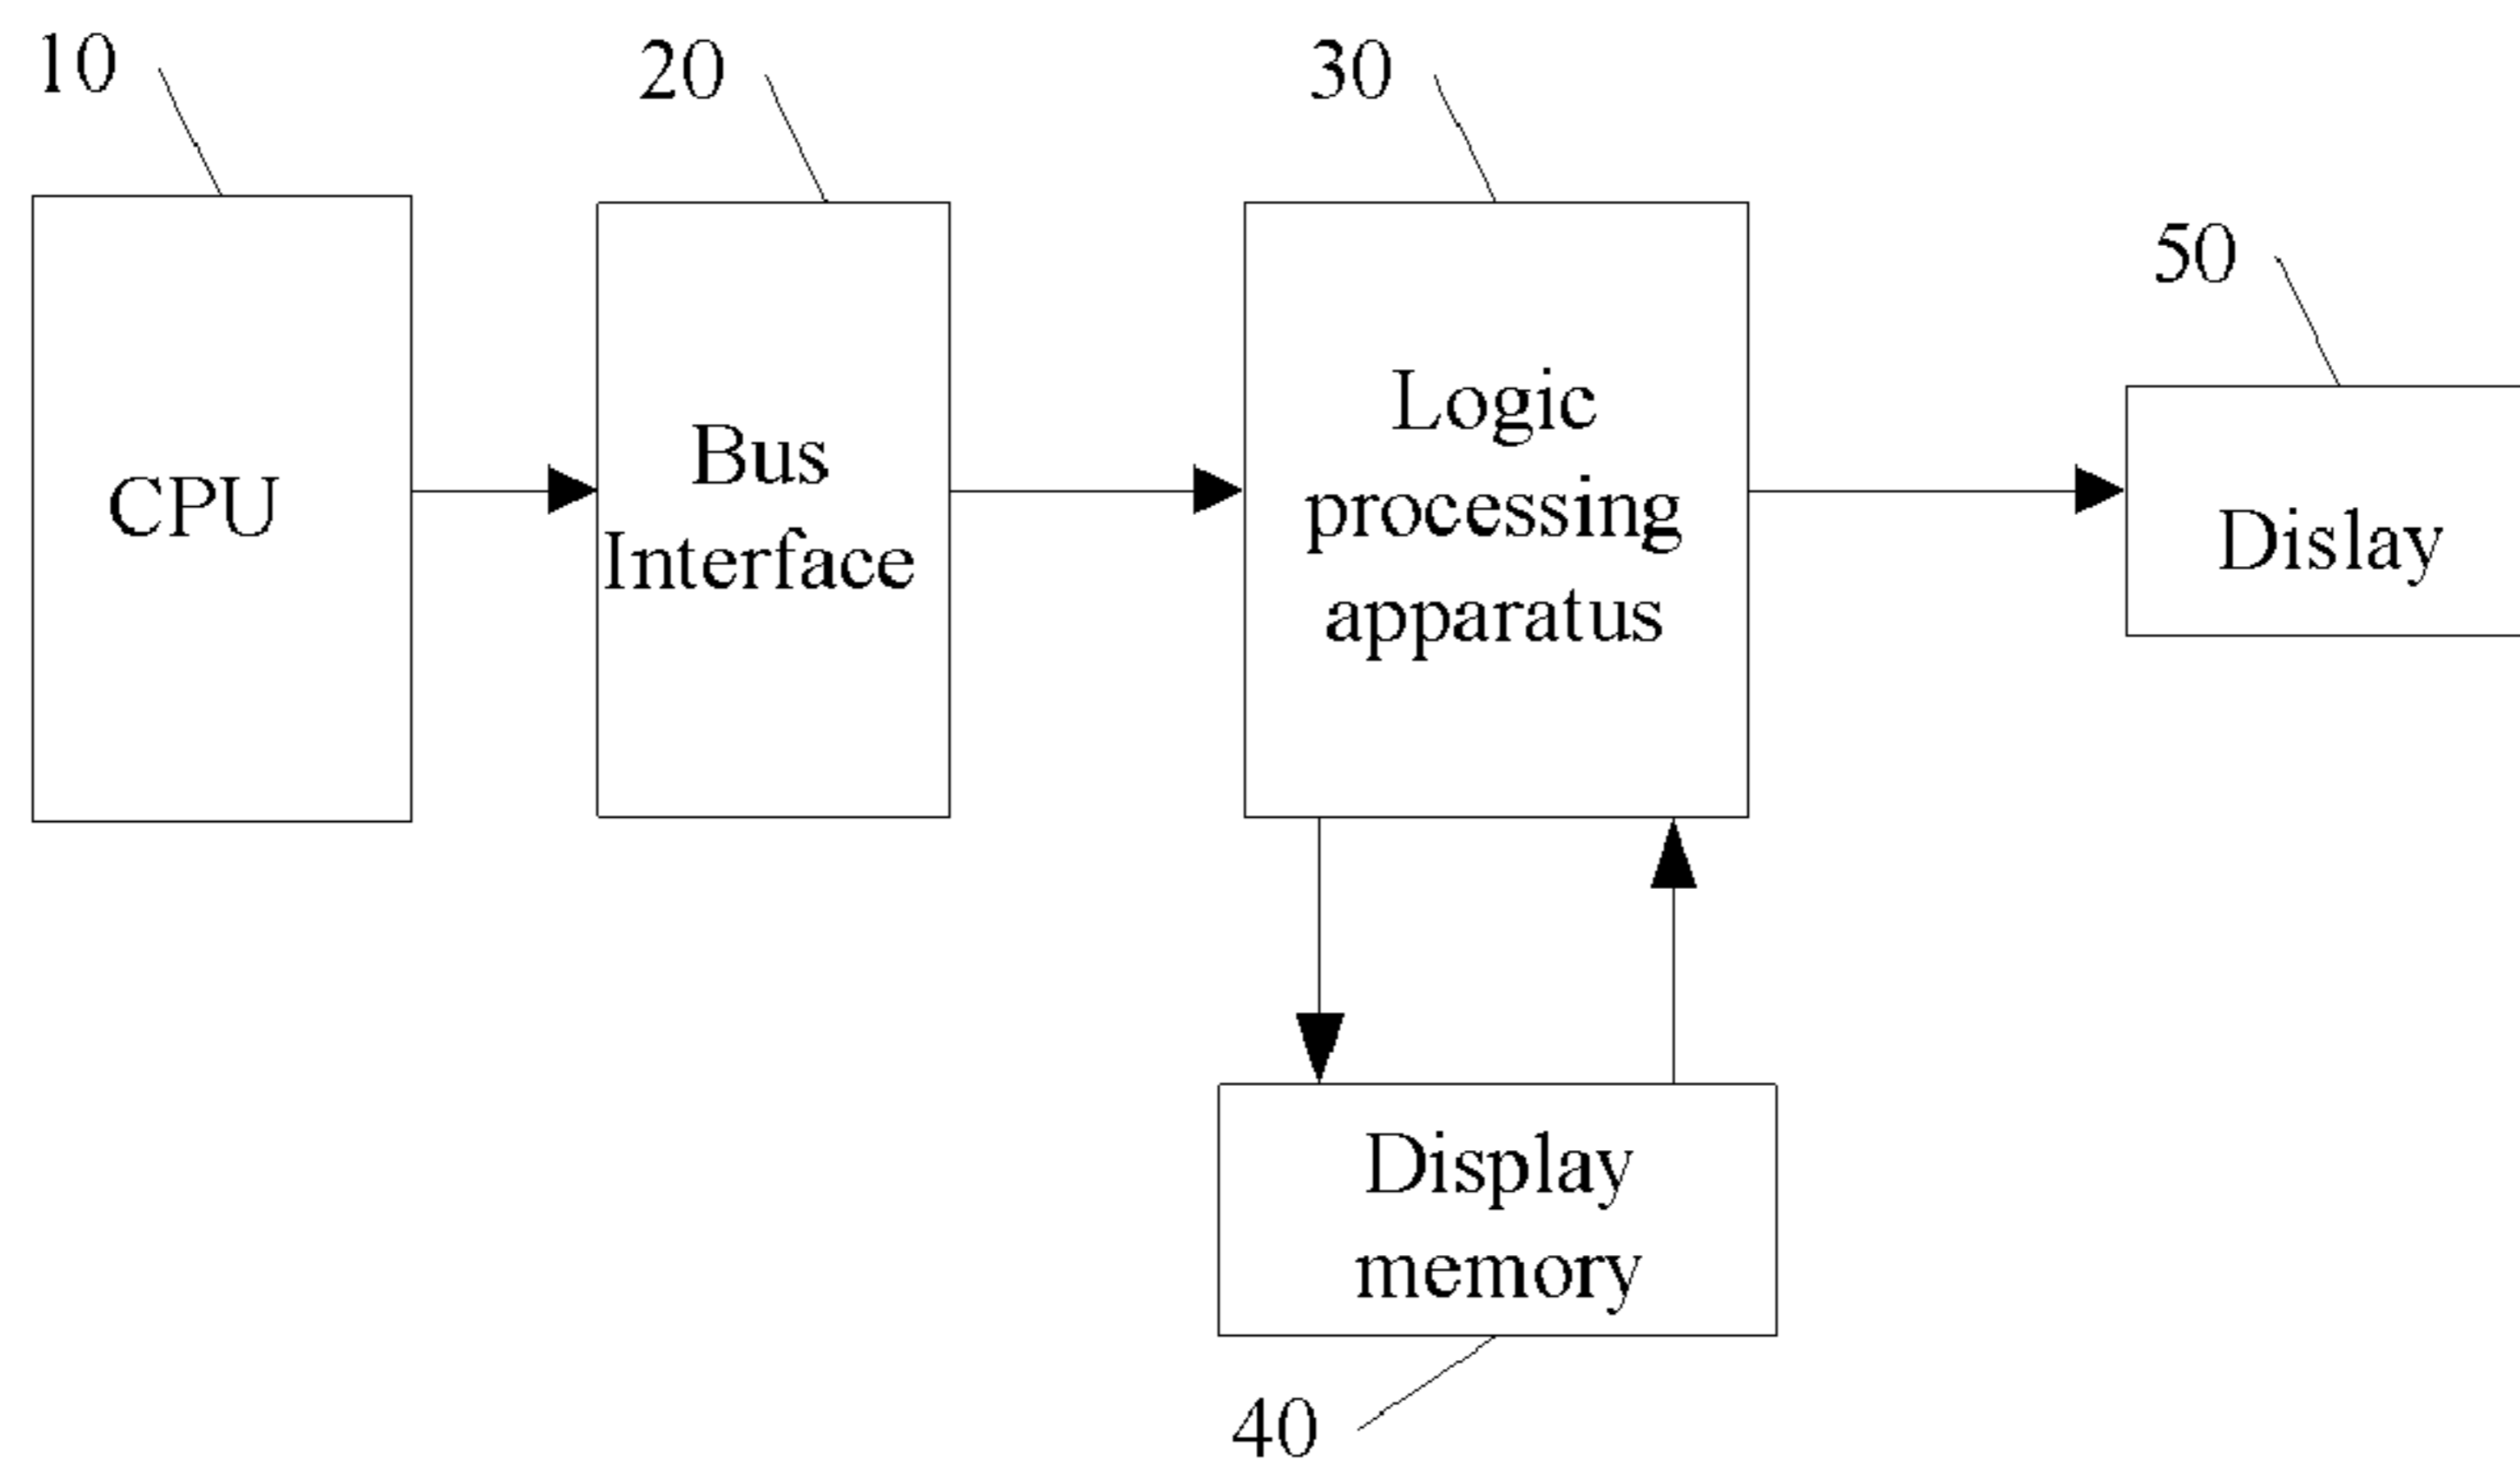 10
20
30
50
CPU
Bus
Interface
Logic
processing
apparatus
Dislay
Display
memory
40